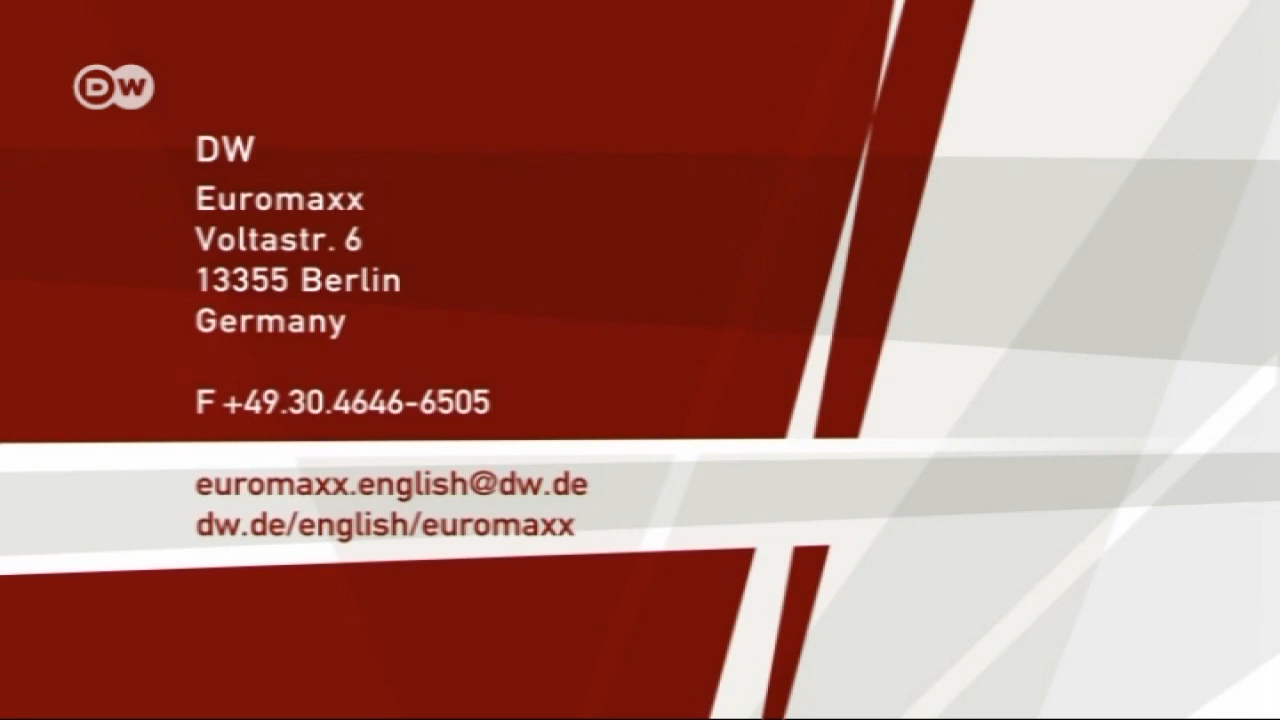 DW
DW
Euromaxx
Voltastr. 6
13355 Berlin
Germany
F +49.30.4646-6505
euromaxx.english@dw.de
dw.de/english/euromaxx